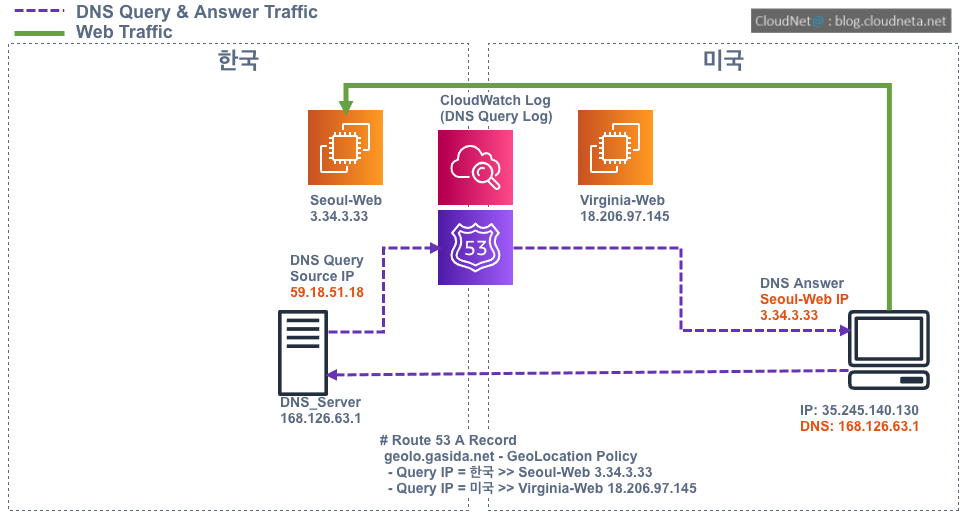 DNS Query & Answer Traffic
Web Traffic
CloudNet@ : blog.cloudneta.net
한국
미국
CloudWatch Log
(DNS Query Log)
Seoul-Web
3.34.3.33
Virginia-Web
18.206.97.145
53
DNS Query
Source IP
59.18.51.18
DNS Answer
Seoul-Web IP
3.34.3.33
DNS_Server
168.126.63.1
IP: 35.245.140.130
DNS: 168.126.63.1
# Route 53 A Record
geolo.gasida.net - GeoLocation Policy
- Query IP = 한국 >> Seoul-Web 3.34.3.33
- Query IP = 미국 >> Virginia-Web 18.206.97.145